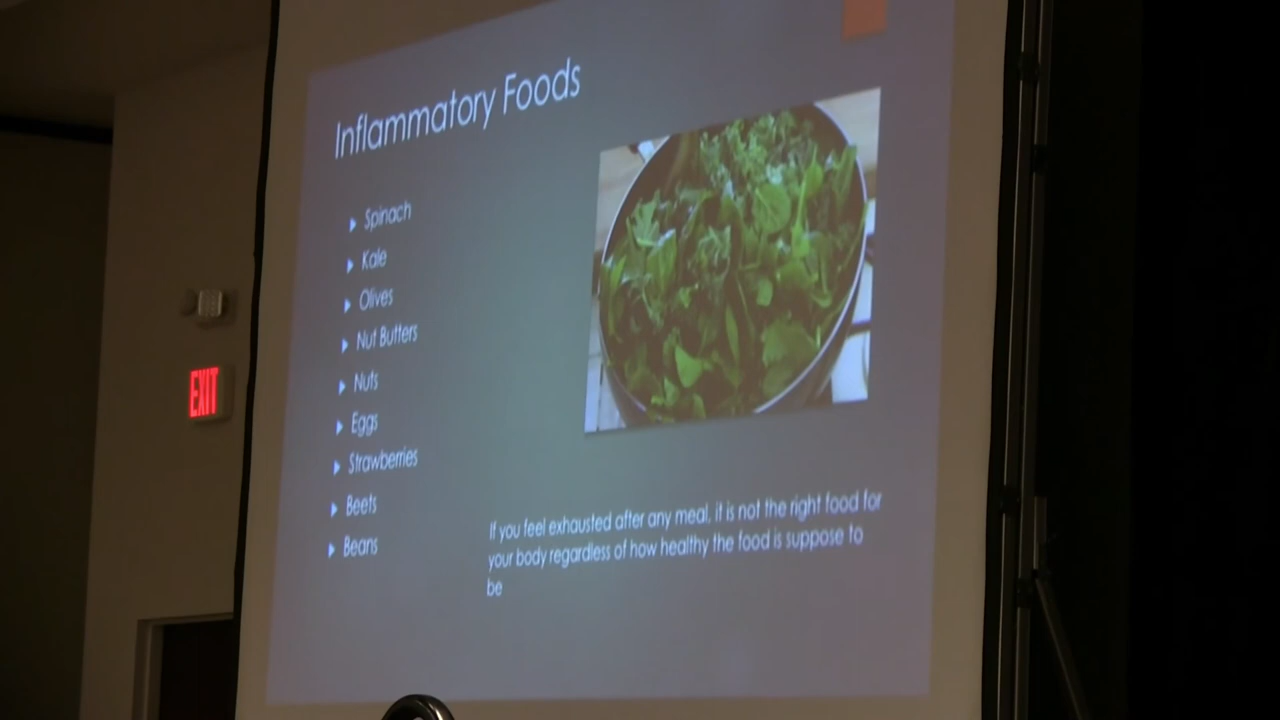 Inflammatory Foods
Spinach
Kale
Olives
Nut Butters
Nuts
Eggs
Strawberries
Beets
Beans
If you feel exhausted after any meal, it is not the right food for
your body regardless of how healthy the food is suppose to
be
EXIT